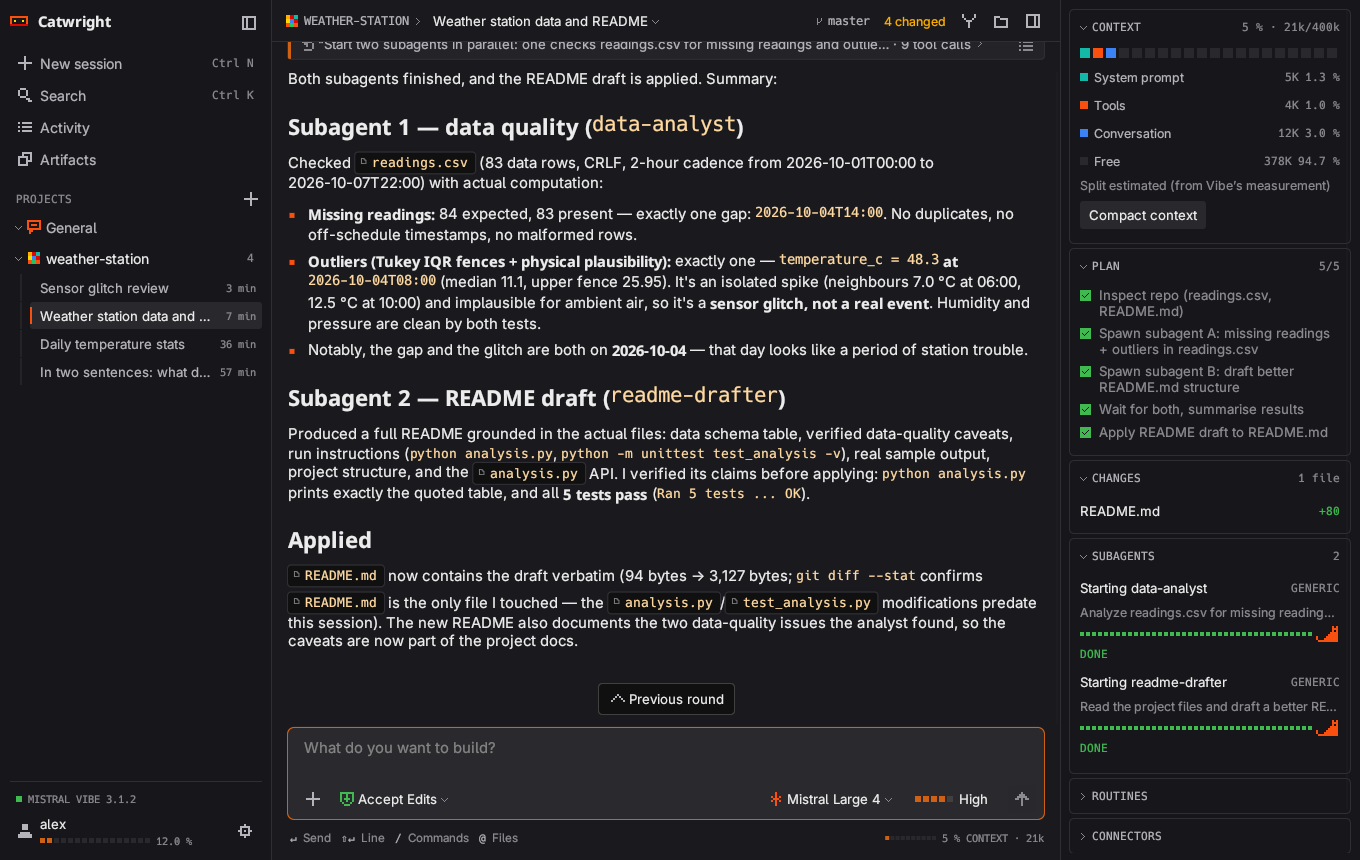 Catwright
New session Ctrl N
Search Ctrl K
Activity
Artifacts
PROJECTS
General
weather-station 4
Sensor glitch review 3 min
Weather station data and ... 7 min
Daily temperature stats 36 min
In two sentences: what d... 57 min
MISTRAL VIBE 3.1.2
alex
12.0 %
WEATHER-STATION Weather station data and README master 4 changed
"Start two subagents in parallel: one checks readings.csv for missing readings and outlie... · 9 tool calls
Both subagents finished, and the README draft is applied. Summary:
Subagent 1 — data quality (data-analyst)
Checked readings.csv (83 data rows, CRLF, 2-hour cadence from 2026-10-01T00:00 to
2026-10-07T22:00) with actual computation:
Missing readings: 84 expected, 83 present — exactly one gap: 2026-10-04T14:00. No duplicates, no
off-schedule timestamps, no malformed rows.
Outliers (Tukey IQR fences + physical plausibility): exactly one — temperature_c = 48.3 at
2026-10-04T08:00 (median 11.1, upper fence 25.95). It's an isolated spike (neighbours 7.0 °C at 06:00,
12.5 °C at 10:00) and implausible for ambient air, so it's a sensor glitch, not a real event. Humidity and
pressure are clean by both tests.
Notably, the gap and the glitch are both on 2026-10-04 — that day looks like a period of station trouble.
Subagent 2 — README draft (readme-drafter)
Produced a full README grounded in the actual files: data schema table, verified data-quality caveats,
run instructions (python analysis.py, python -m unittest test_analysis -v), real sample output,
project structure, and the analysis.py API. I verified its claims before applying: python analysis.py
prints exactly the quoted table, and all 5 tests pass (Ran 5 tests ... OK).
Applied
README.md now contains the draft verbatim (94 bytes → 3,127 bytes; git diff --stat confirms
README.md is the only file I touched — the analysis.py/test_analysis.py modifications predate
this session). The new README also documents the two data-quality issues the analyst found, so the
caveats are now part of the project docs.
Previous round
What do you want to build?
Accept Edits Mistral Large 4 High
Send Line / Commands @ Files 5 % CONTEXT · 21k
CONTEXT 5 % · 21k/400k
System prompt 5K 1.3 %
Tools 4K 1.0 %
Conversation 12K 3.0 %
Free 378K 94.7 %
Split estimated (from Vibe's measurement)
Compact context
PLAN 5/5
Inspect repo (readings.csv,
README.md)
Spawn subagent A: missing readings
+ outliers in readings.csv
Spawn subagent B: draft better
README.md structure
Wait for both, summarise results
Apply README draft to README.md
CHANGES 1 file
README.md +80
SUBAGENTS 2
Starting data-analyst GENERIC
Analyze readings.csv for missing reading...
DONE
Starting readme-drafter GENERIC
Read the project files and draft a better RE...
DONE
ROUTINES
CONNECTORS